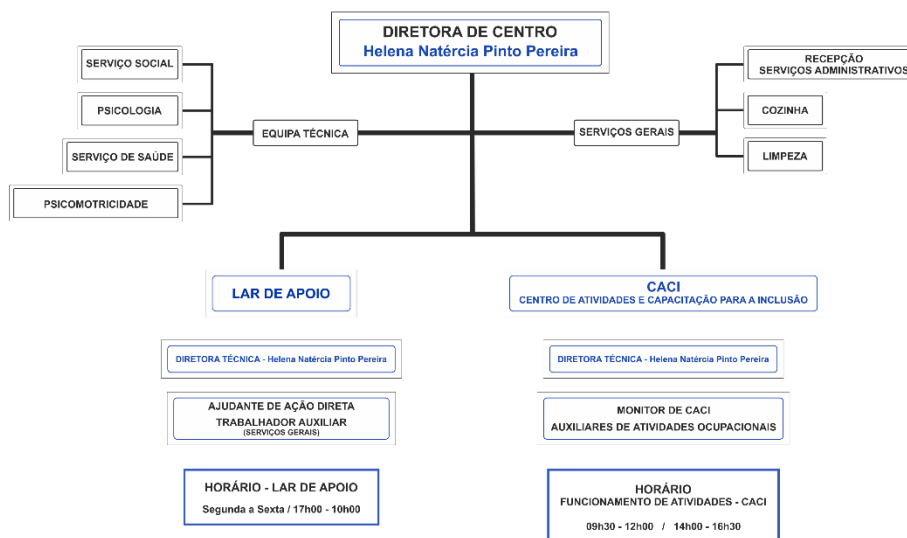 DIRETORA DE CENTRO
Helena Natércia Pinto Pereira
SERVIÇO SOCIAL
PSICOLOGIA
SERVIÇO DE SAÚDE
PSICOMOTRICIDADE
EQUIPA TÉCNICA
SERVIÇOS GERAIS
RECEPÇÃO
SERVIÇOS ADMINISTRATIVOS
COZINHA
LIMPEZA
LAR DE APOIO
DIRETORA TÉCNICA - Helena Natércia Pinto Pereira
AJUDANTE DE AÇÃO DIRETA
TRABALHADOR AUXILIAR
(SERVIÇOS GERAIS)
HORÁRIO - LAR DE APOIO
Segunda a Sexta / 17h00 - 10h00
CACI
CENTRO DE ATIVIDADES E CAPACITAÇÃO PARA A INCLUSÃO
DIRETORA TÉCNICA - Helena Natércia Pinto Pereira
MONITOR DE CACI
AUXILIARES DE ATIVIDADES OCUPACIONAIS
HORÁRIO
FUNCIONAMENTO DE ATIVIDADES - CACI
09h30 - 12h00 / 14h00 - 16h30